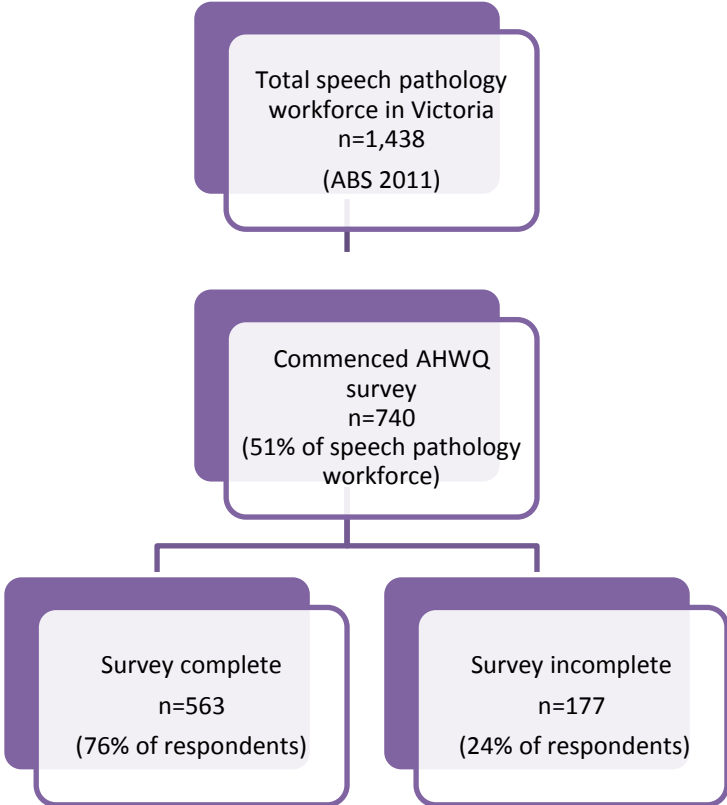 Total speech pathology
workforce in Victoria
n=1,438
(ABS 2011)
Commenced AHWQ
survey
n=740
(51% of speech pathology
workforce)
Survey complete
n=563
(76% of respondents)
Survey incomplete
n=177
(24% of respondents)